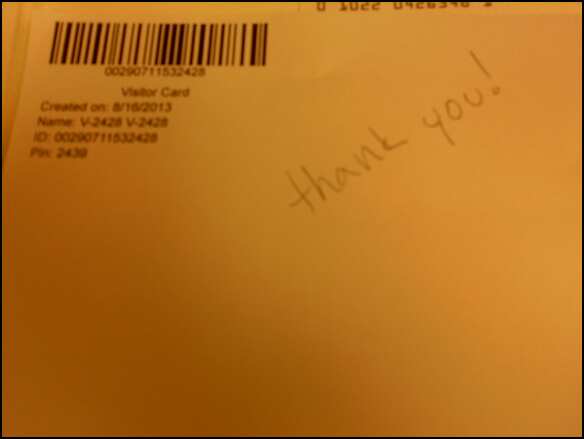 00290711532428
Visitor Card
Created on: 8/16/2013
Name: V-2428 V-2428
ID: 00290711532428
Pin: 2439
thank you!